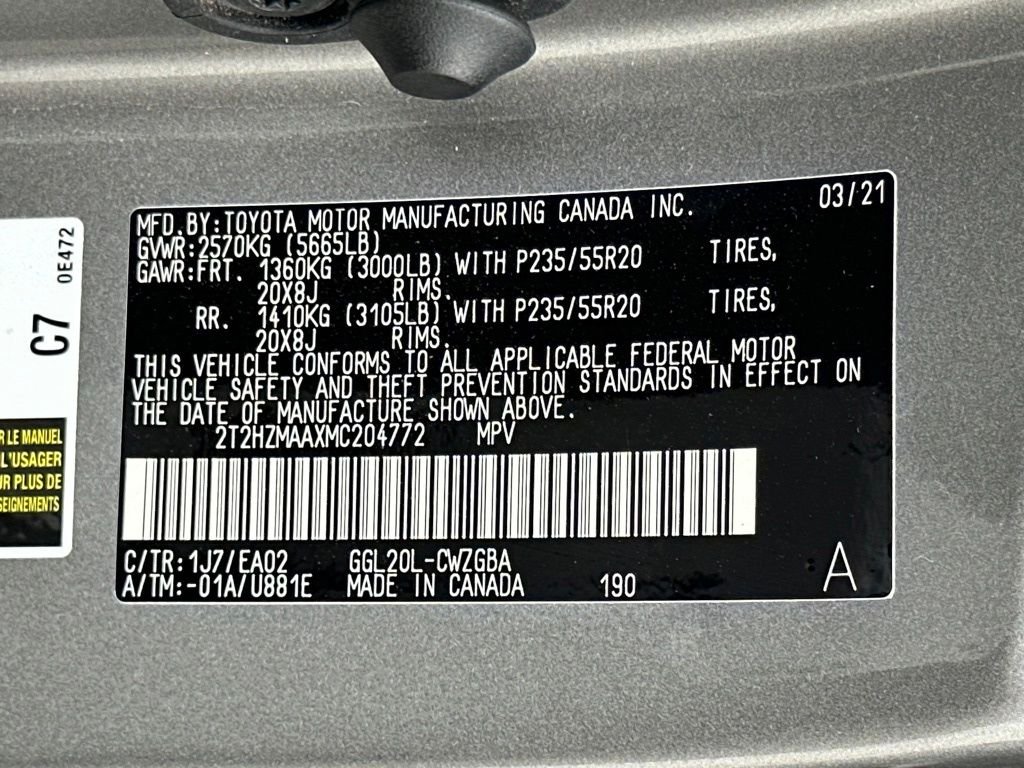 MFD.BY:TOYOTA MOTOR MANUFACTURING CANADA INC. 03/21
GVWR:2570KG (5665LB)
GAWR:FRT. 1360KG (3000LB) WITH P235/55R20 TIRES,
20X8J RIMS.
RR. 1410KG (3105LB) WITH P235/55R20 TIRES,
20X8J RIMS.
THIS VEHICLE CONFORMS TO ALL APPLICABLE FEDERAL MOTOR
VEHICLE SAFETY AND THEFT PREVENTION STANDARDS IN EFFECT ON
THE DATE OF MANUFACTURE SHOWN ABOVE.
2T2HZMAAXMC204772 MPV
C/TR:1J7/EA02 GGL20L-CWZGBA
A/TM:-01A/U881E MADE IN CANADA 190 A
0E472
C7
R LE MANUEL
L'USAGER
UR PLUS DE
SEIGNEMENTS